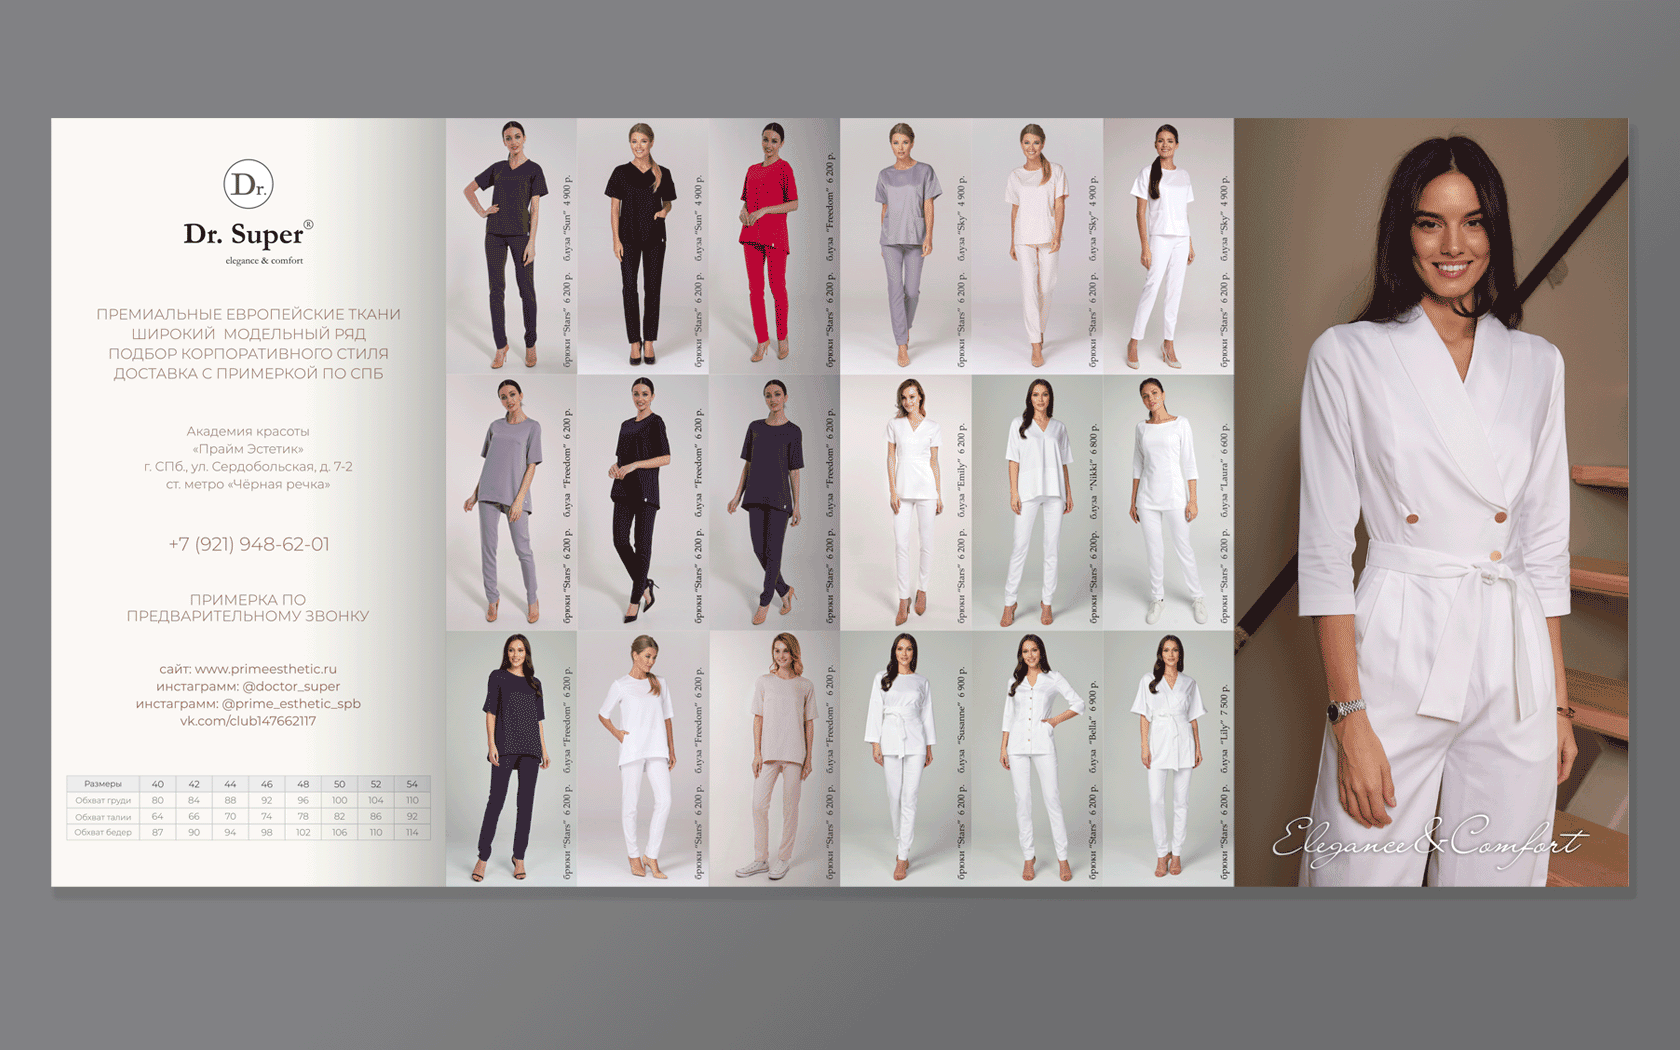 Dr.
Dr. Super®
elegance & comfort
ПРЕМИАЛЬНЫЕ ЕВРОПЕЙСКИЕ ТКАНИ
ШИРОКИЙ МОДЕЛЬНЫЙ РЯД
ПОДБОР КОРПОРАТИВНОГО СТИЛЯ
ДОСТАВКА С ПРИМЕРКОЙ ПО СПБ
Академия красоты
«Прайм Эстетик»
г. СПб., ул. Сердобольская, д. 7-2
ст. метро «Чёрная речка»
+7 (921) 948-62-01
ПРИМЕРКА ПО
ПРЕДВАРИТЕЛЬНОМУ ЗВОНКУ
сайт: www.primeesthetic.ru
инстаграмм: @doctor_super
инстаграмм: @prime_esthetic_spb
vk.com/club147662117
Размеры 40 42 44 46 48 50 52 54
Обхват груди 80 84 88 92 96 100 104 110
Обхват талии 64 66 70 74 78 82 86 92
Обхват бедер 87 90 94 98 102 106 110 114
брюки "Stars" 6 200 р. блуза "Sun" 4 900 р.
брюки "Stars" 6 200 р. блуза "Sun" 4 900 р.
брюки "Stars" 6 200 р. блуза "Freedom" 6 200 р.
брюки "Stars" 6 200 р. блуза "Sky" 4 900 р.
брюки "Stars" 6 200 р. блуза "Sky" 4 900 р.
брюки "Stars" 6 200 р. блуза "Sky" 4 900 р.
брюки "Stars" 6 200 р. блуза "Freedom" 6 200 р.
брюки "Stars" 6 200 р. блуза "Freedom" 6 200 р.
брюки "Stars" 6 200 р. блуза "Freedom" 6 200 р.
брюки "Stars" 6 200 р. блуза "Emily" 6 200 р.
брюки "Stars" 6 200р. блуза "Nikki" 6 800 р.
брюки "Stars" 6 200 р. блуза "Laura" 6 600 р.
брюки "Stars" 6 200 р. блуза "Freedom" 6 200 р.
брюки "Stars" 6 200 р. блуза "Freedom" 6 200 р.
брюки "Stars" 6 200 р. блуза "Freedom" 6 200 р.
брюки "Stars" 6 200 р. блуза "Susanne" 6 900 р.
брюки "Stars" 6 200 р. блуза "Bella" 6 900 р.
брюки "Stars" 6 200 р. блуза "Lily" 7 500 р.
Elegance & Comfort